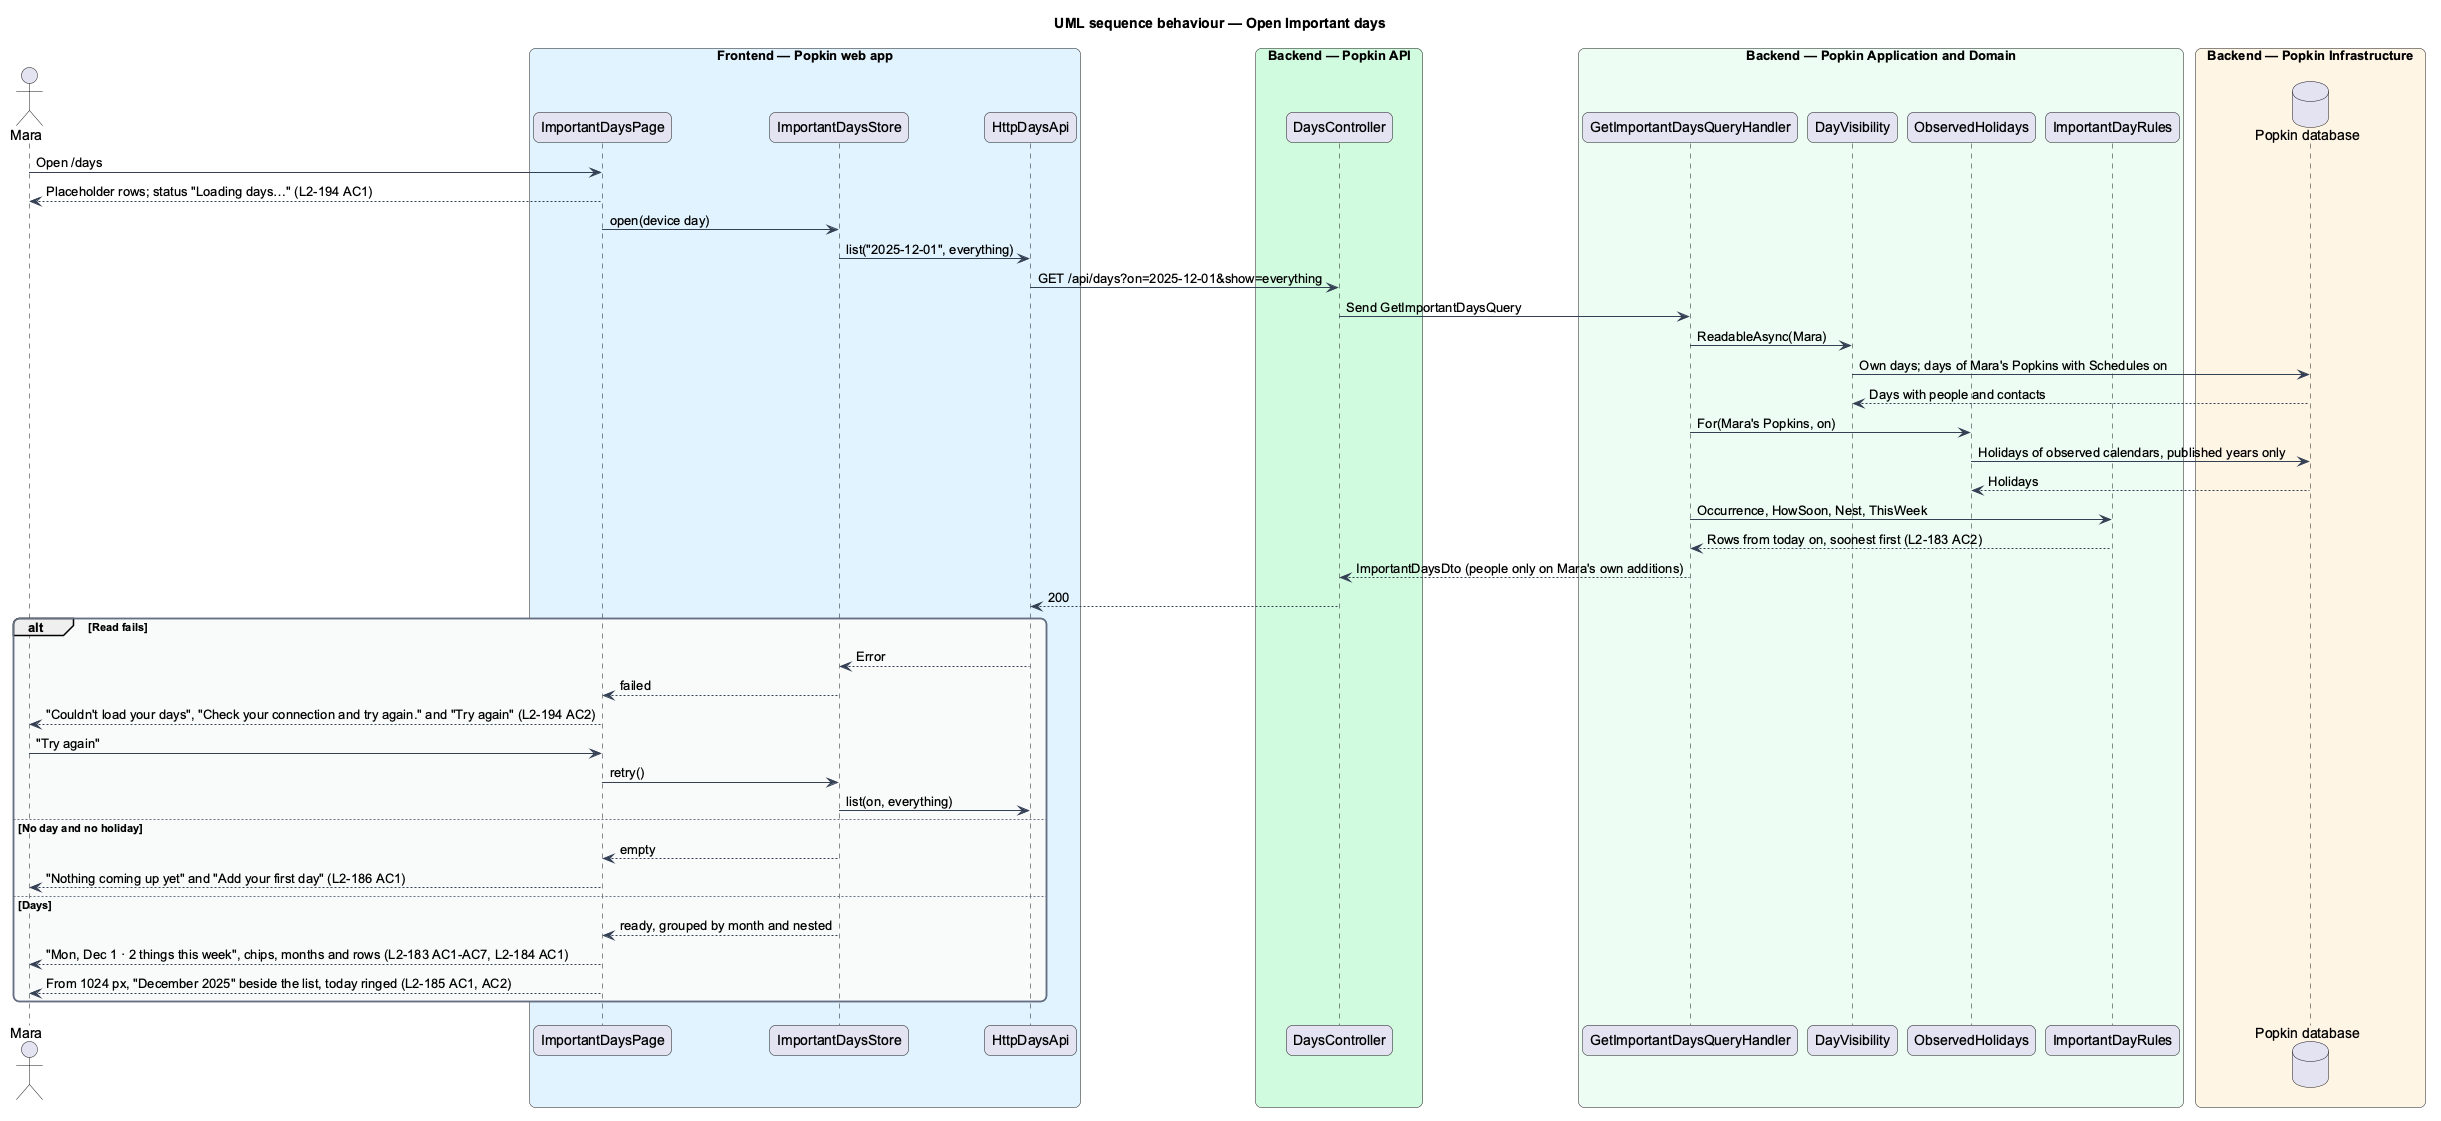 UML sequence behaviour — Open Important days
Frontend — Popkin web app
Backend — Popkin API
Backend — Popkin Application and Domain
Backend — Popkin Infrastructure
Mara
ImportantDaysPage
ImportantDaysStore
HttpDaysApi
DaysController
GetImportantDaysQueryHandler
DayVisibility
ObservedHolidays
ImportantDayRules
Popkin database
Open /days
Placeholder rows; status "Loading days…" (L2-194 AC1)
open(device day)
list("2025-12-01", everything)
GET /api/days?on=2025-12-01&show=everything
Send GetImportantDaysQuery
ReadableAsync(Mara)
Own days; days of Mara's Popkins with Schedules on
Days with people and contacts
For(Mara's Popkins, on)
Holidays of observed calendars, published years only
Holidays
Occurrence, HowSoon, Nest, ThisWeek
Rows from today on, soonest first (L2-183 AC2)
ImportantDaysDto (people only on Mara's own additions)
200
alt [Read fails]
Error
failed
"Couldn't load your days", "Check your connection and try again." and "Try again" (L2-194 AC2)
"Try again"
retry()
list(on, everything)
[No day and no holiday]
empty
"Nothing coming up yet" and "Add your first day" (L2-186 AC1)
[Days]
ready, grouped by month and nested
"Mon, Dec 1 · 2 things this week", chips, months and rows (L2-183 AC1-AC7, L2-184 AC1)
From 1024 px, "December 2025" beside the list, today ringed (L2-185 AC1, AC2)
Mara
ImportantDaysPage
ImportantDaysStore
HttpDaysApi
DaysController
GetImportantDaysQueryHandler
DayVisibility
ObservedHolidays
ImportantDayRules
Popkin database